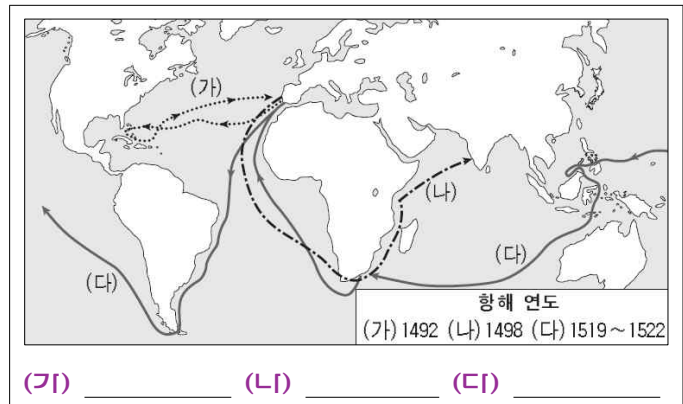 (가)
(나)
(다)
(다)
항해 연도
(가) 1492 (나) 1498 (다) 1519 ~ 1522
(가) (나) (다)